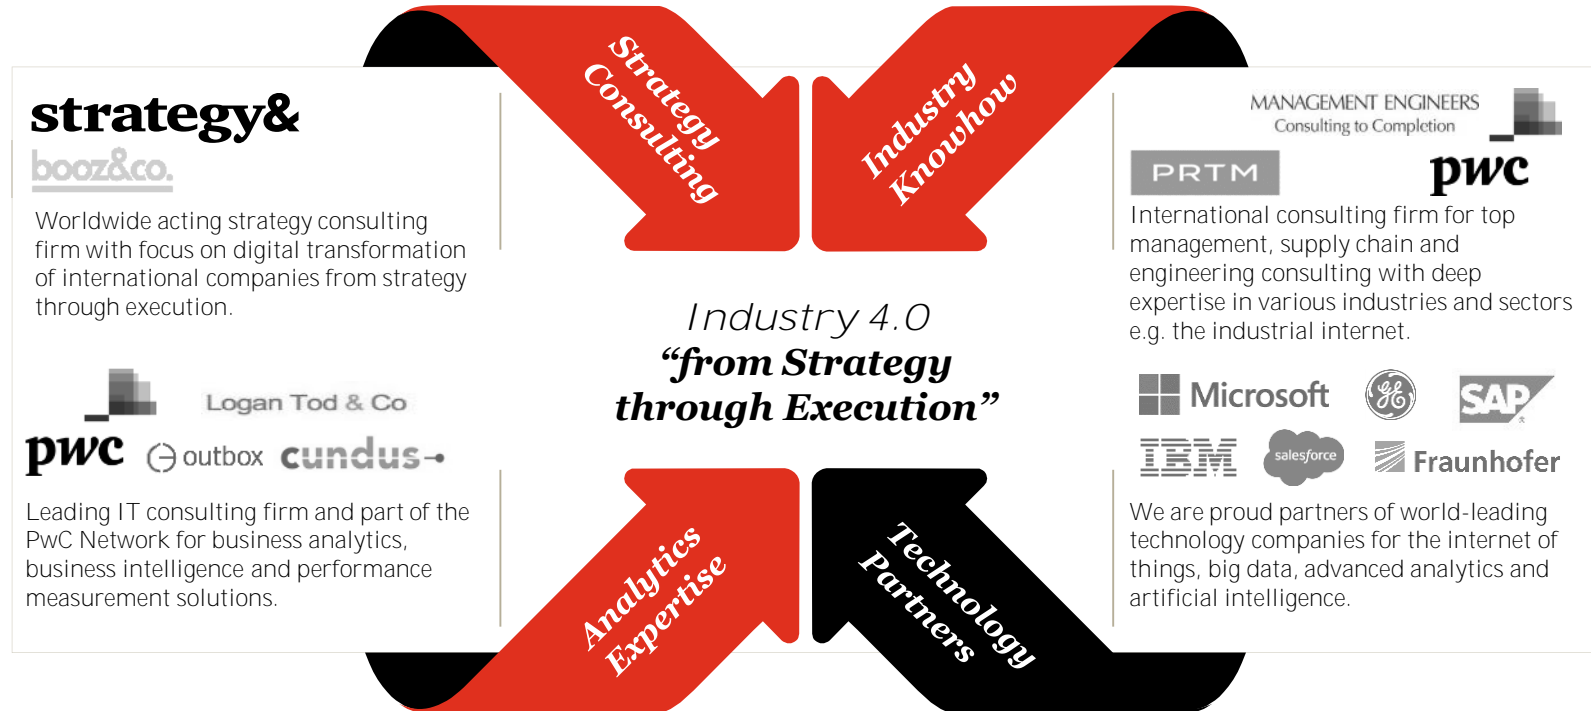 strategy&
booz&co.
Worldwide acting strategy consulting
firm with focus on digital transformation
of international companies from strategy
through execution.
Strategy
Consulting
Industry
Knowhow
MANAGEMENT ENGINEERS
Consulting to Completion
PRTM
pwc
International consulting firm for top
management, supply chain and
engineering consulting with deep
expertise in various industries and sectors
e.g. the industrial internet.
Industry 4.0
“from Strategy
through Execution”
Logan Tod & Co
pwc
outbox
cundus
Leading IT consulting firm and part of the
PwC Network for business analytics,
business intelligence and performance
measurement solutions.
Analytics
Expertise
Technology
Partners
Microsoft
GE
SAP
IBM
salesforce
Fraunhofer
We are proud partners of world-leading
technology companies for the internet of
things, big data, advanced analytics and
artificial intelligence.